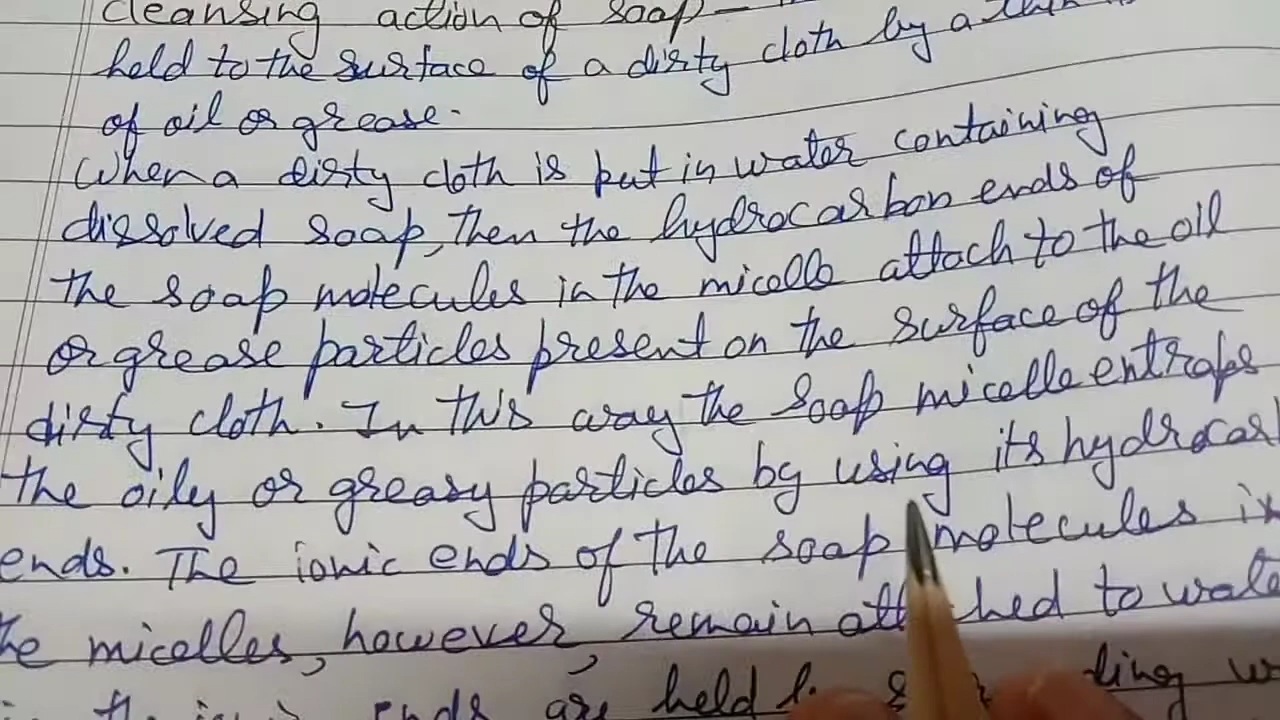 cleansing action of soap –
held to the surface of a dirty cloth by a thin
of oil or grease.
When a dirty cloth is put in water containing
dissolved soap, then the hydrocarbon ends of
the soap molecules in the micelle attach to the oil
or grease particles present on the surface of the
dirty cloth. In this way the soap micelle entraps
the oily or greasy particles by using its hydrocar
ends. The ionic ends of the soap molecules in
the micelles, however, remain attached to wate
the ends are held